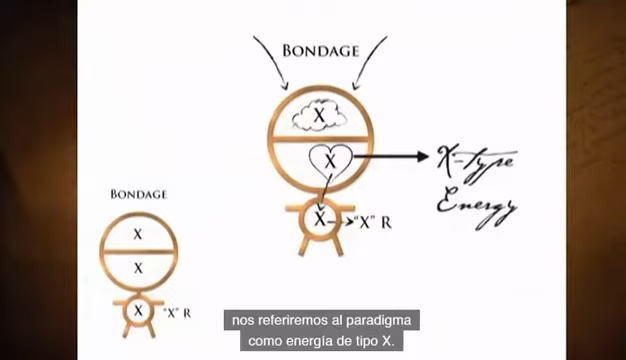 BONDAGE
X
X
X-Type
Energy
X
"X" R
BONDAGE
X
X
X
"X" R
nos referiremos al paradigma
como energía de tipo X.